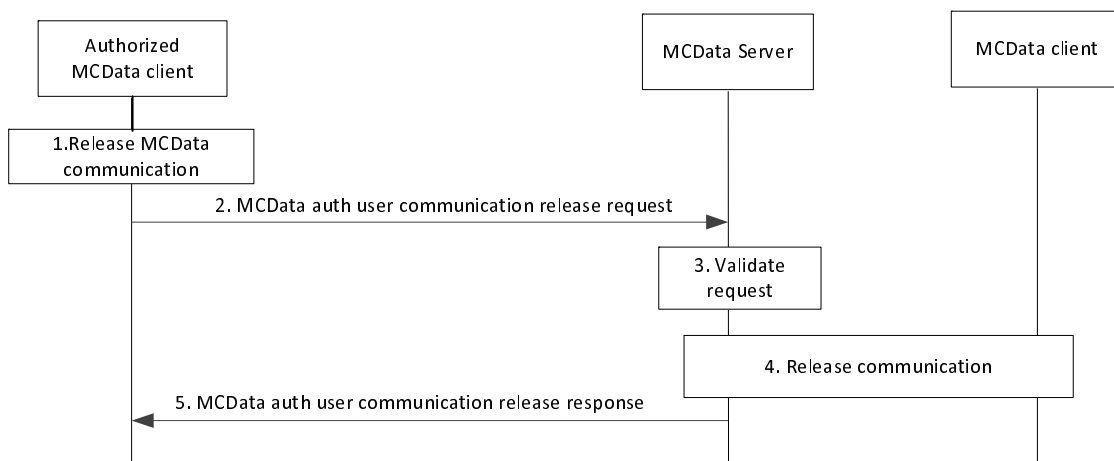 Authorized
MCData client
MCData Server
MCData client
1.Release MCData
communication
2. MCData auth user communication release request
3. Validate
request
4. Release communication
5. MCData auth user communication release response